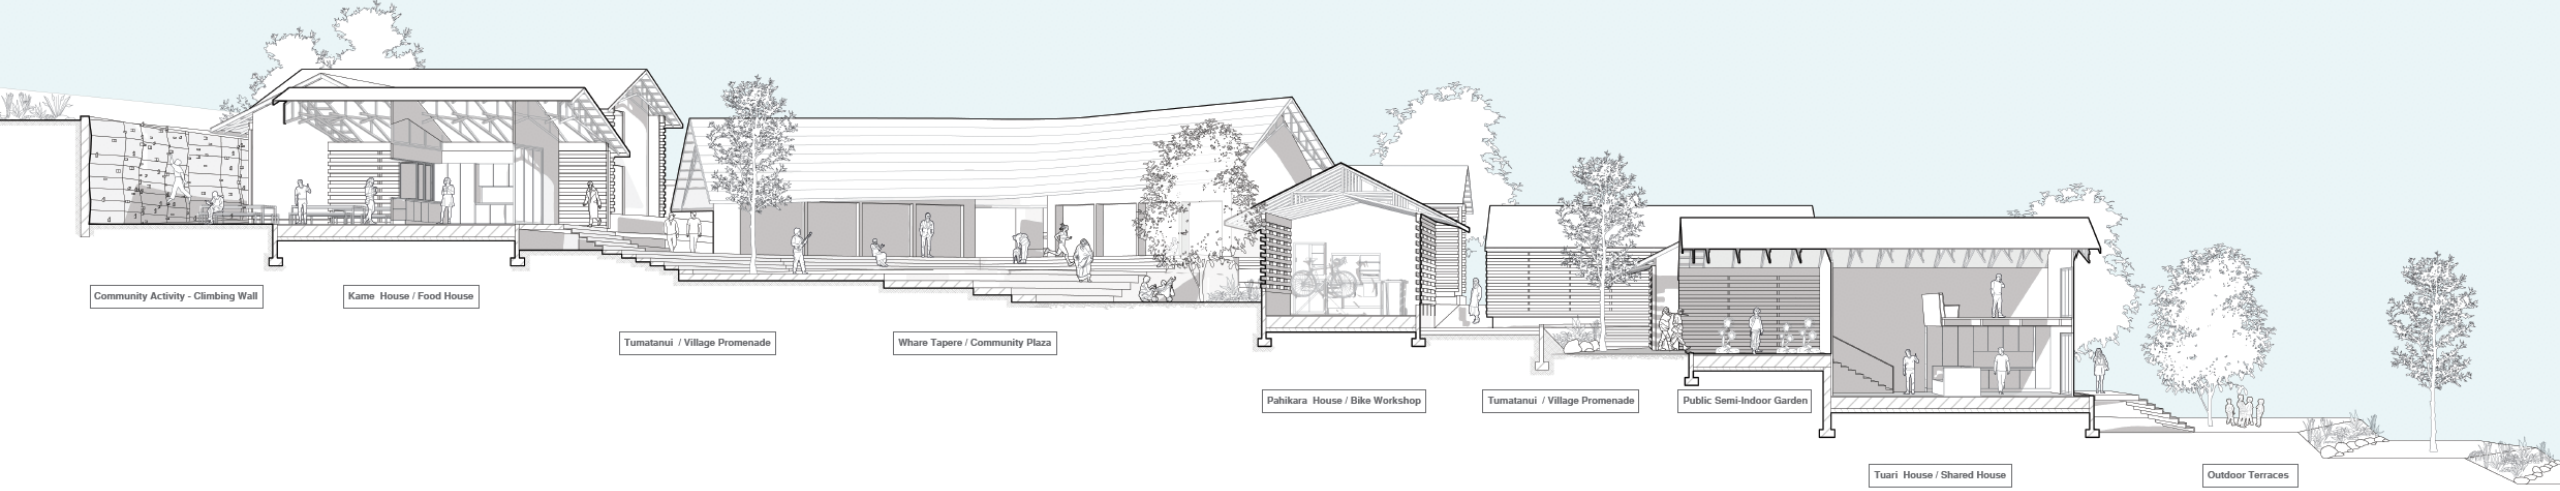 Community Activity - Climbing Wall
Kame House / Food House
Tumatanui / Village Promenade
Whare Tapere / Community Plaza
Pahikara House / Bike Workshop
Tumatanui / Village Promenade
Public Semi-Indoor Garden
Tuari House / Shared House
Outdoor Terraces